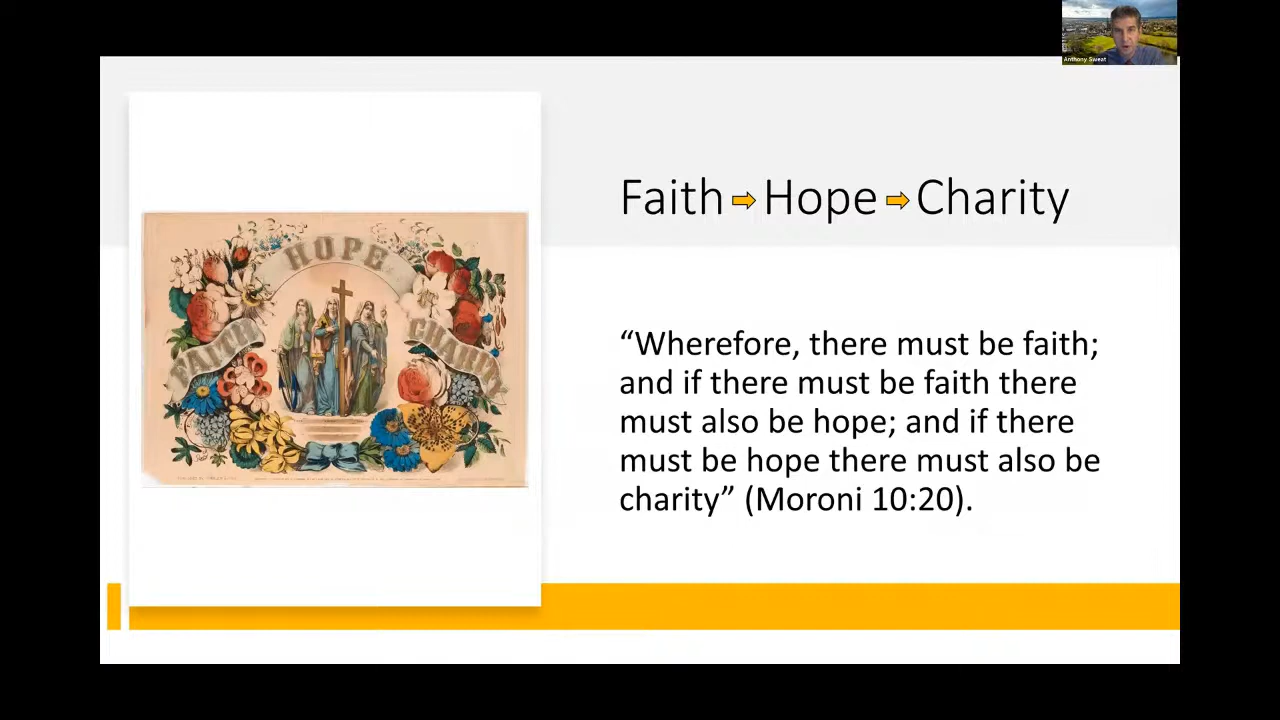 Anthony Sweat
Faith Hope Charity
HOPE
FAITH
CHARITY
“Wherefore, there must be faith;
and if there must be faith there
must also be hope; and if there
must be hope there must also be
charity” (Moroni 10:20).